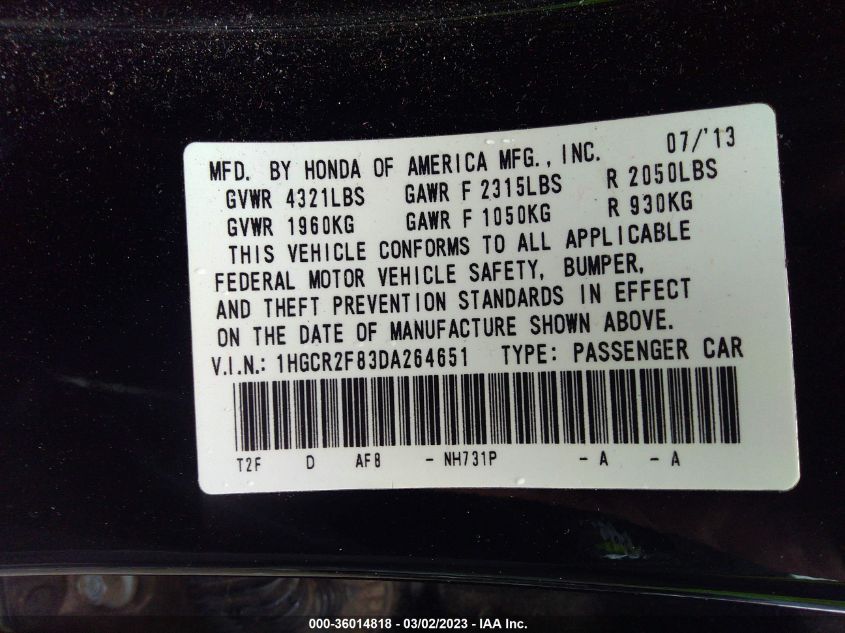 07/'13
MFD. BY HONDA OF AMERICA MFG., INC.
GVWR 4321LBS GAWR F 2315LBS R 2050LBS
GVWR 1960KG GAWR F 1050KG R 930KG
THIS VEHICLE CONFORMS TO ALL APPLICABLE
FEDERAL MOTOR VEHICLE SAFETY, BUMPER,
AND THEFT PREVENTION STANDARDS IN EFFECT
ON THE DATE OF MANUFACTURE SHOWN ABOVE.
V.I.N.: 1HGCR2F83DA264651 TYPE: PASSENGER CAR
T2F D AF8 - NH731P - A - A
000-36014818 - 03/02/2023 - IAA Inc.